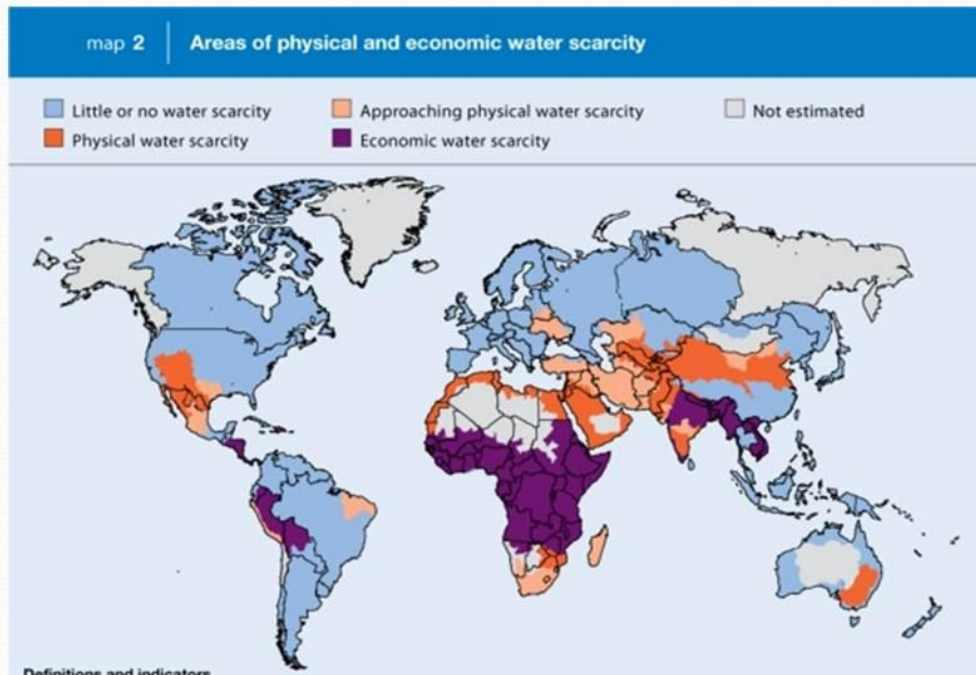 map 2 Areas of physical and economic water scarcity
Little or no water scarcity Approaching physical water scarcity Not estimated
Physical water scarcity Economic water scarcity
Definitions and indicators